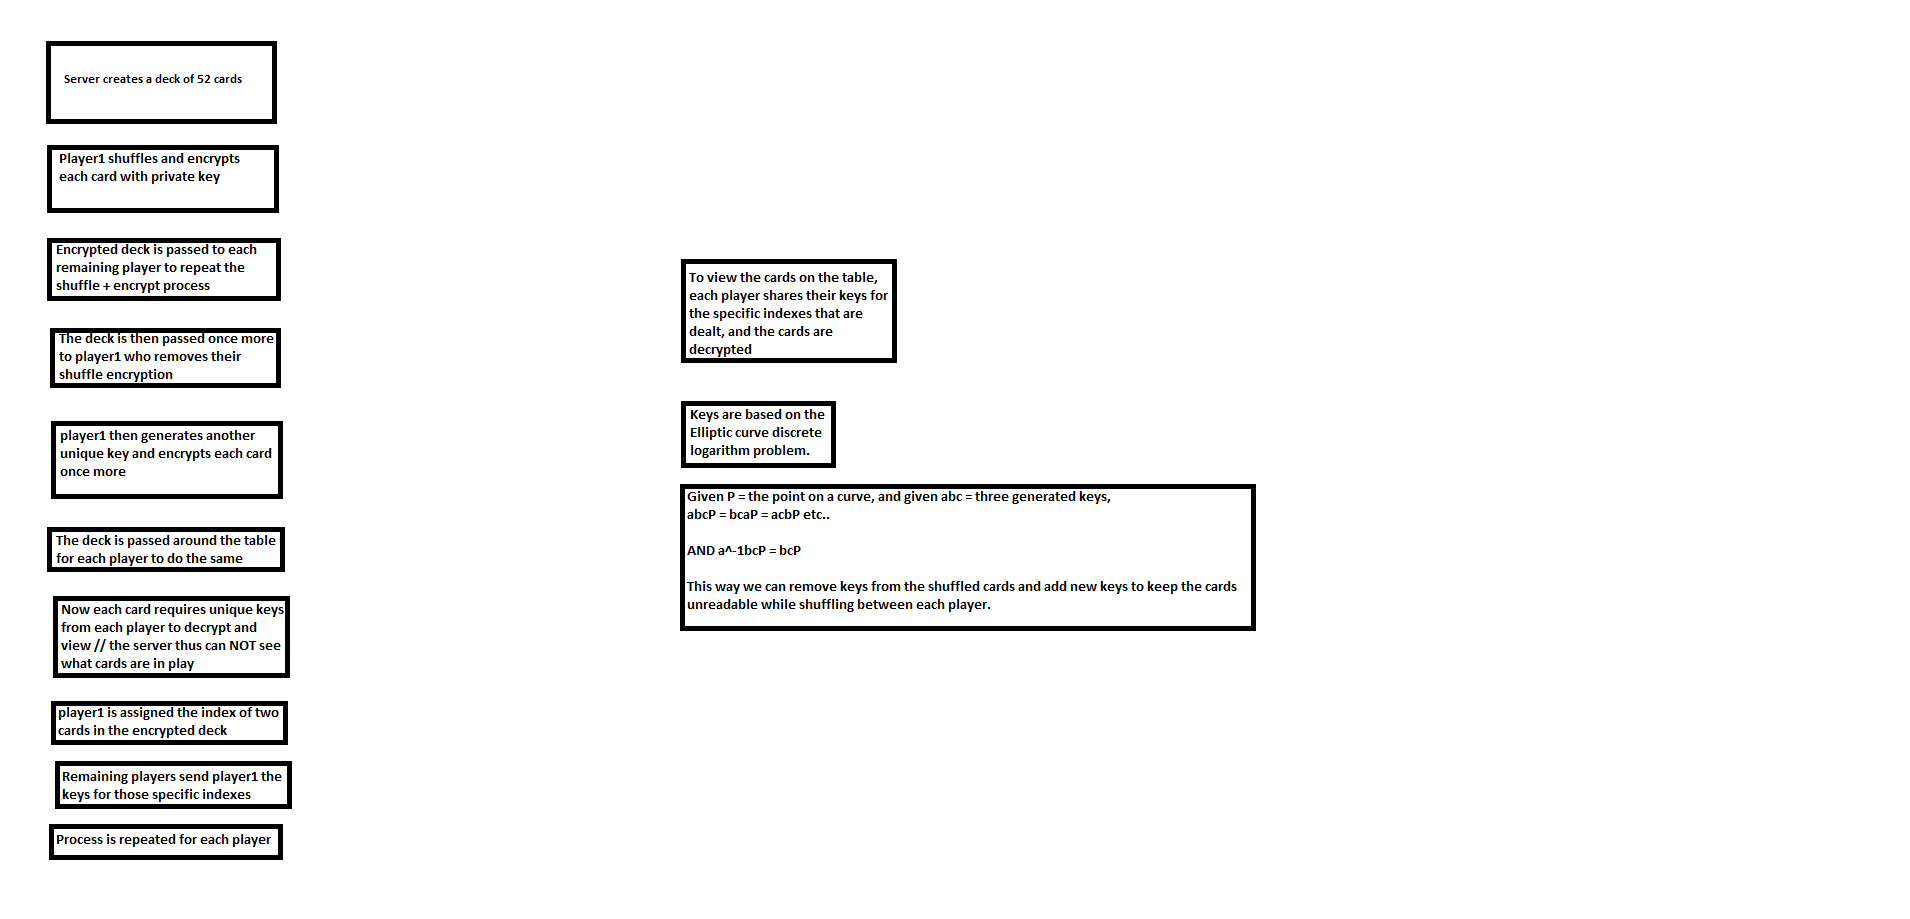 Server creates a deck of 52 cards
Player1 shuffles and encrypts
each card with private key
Encrypted deck is passed to each
remaining player to repeat the
shuffle + encrypt process
The deck is then passed once more
to player1 who removes their
shuffle encryption
player1 then generates another
unique key and encrypts each card
once more
The deck is passed around the table
for each player to do the same
Now each card requires unique keys
from each player to decrypt and
view // the server thus can NOT see
what cards are in play
player1 is assigned the index of two
cards in the encrypted deck
Remaining players send player1 the
keys for those specific indexes
Process is repeated for each player
To view the cards on the table,
each player shares their keys for
the specific indexes that are
dealt, and the cards are
decrypted
Keys are based on the
Elliptic curve discrete
logarithm problem.
Given P = the point on a curve, and given abc = three generated keys,
abcP = bcaP = acbP etc..
AND a^-1bcP = bcP
This way we can remove keys from the shuffled cards and add new keys to keep the cards
unreadable while shuffling between each player.